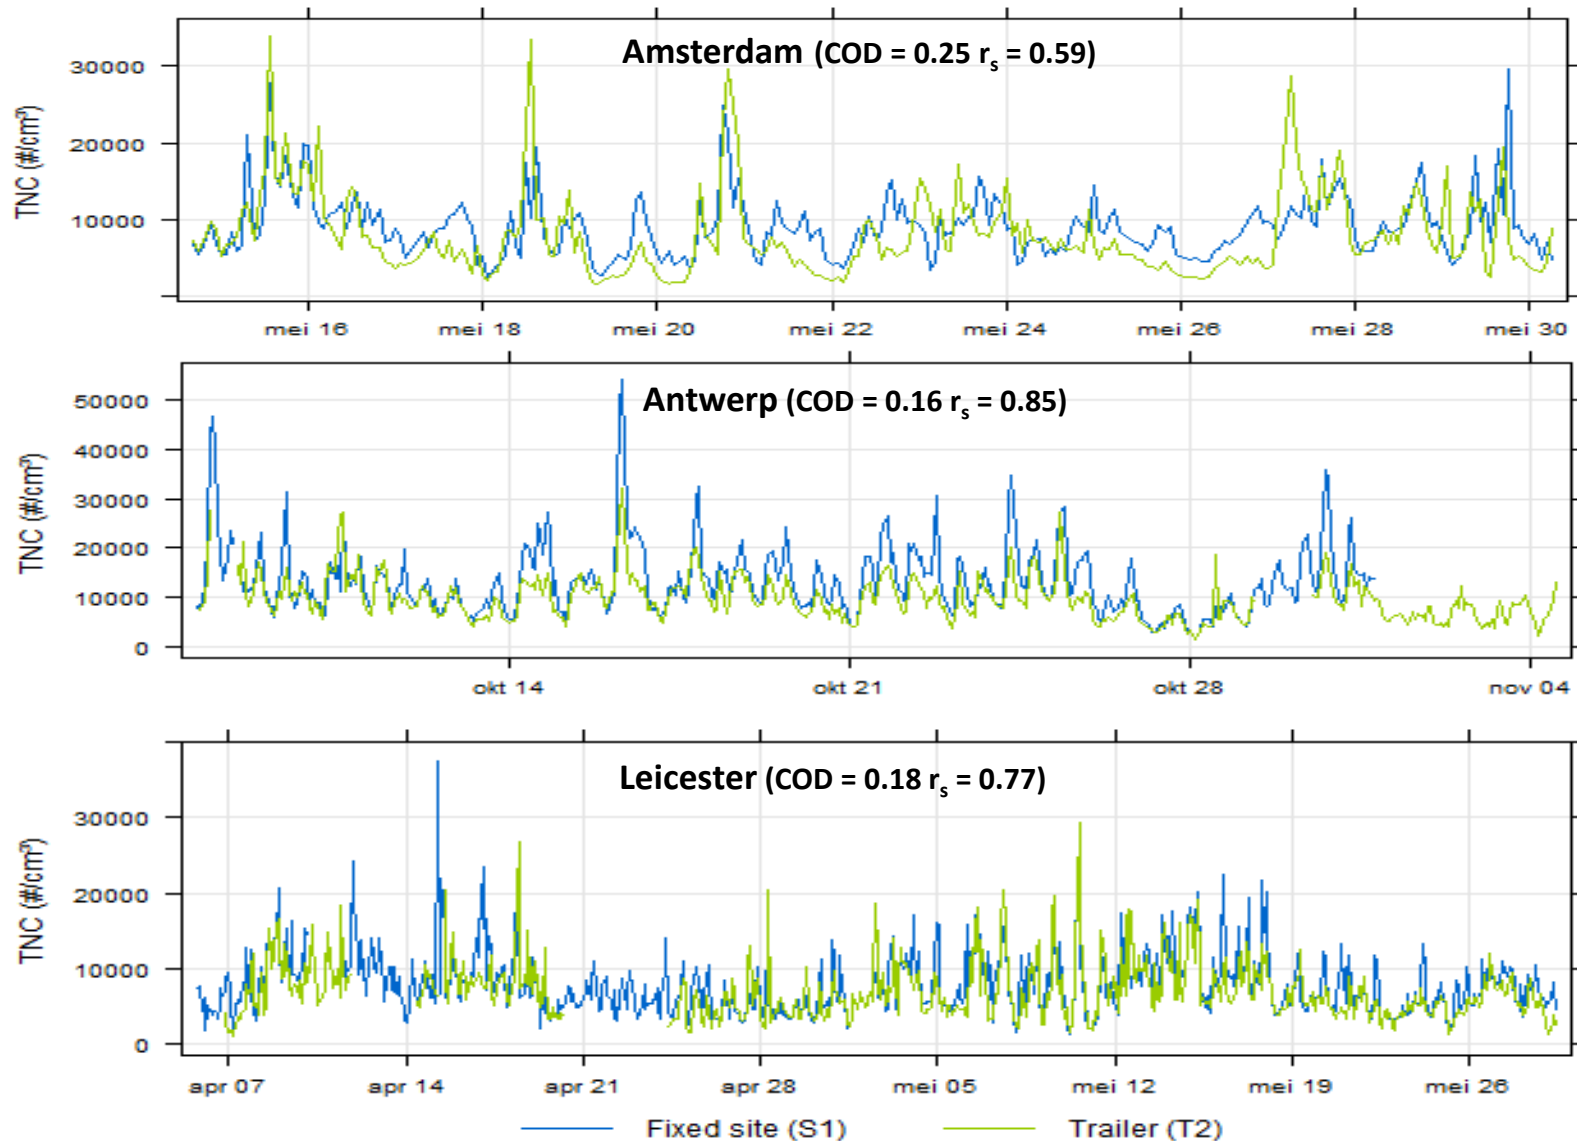 Amsterdam (COD = 0.25 rs = 0.59)
TNC (#/cm³)
30000
20000
10000
mei 16 mei 18 mei 20 mei 22 mei 24 mei 26 mei 28 mei 30
Antwerp (COD = 0.16 rs = 0.85)
TNC (#/cm³)
50000
40000
30000
20000
10000
0
okt 14 okt 21 okt 28 nov 04
Leicester (COD = 0.18 rs = 0.77)
TNC (#/cm³)
30000
20000
10000
0
apr 07 apr 14 apr 21 apr 28 mei 05 mei 12 mei 19 mei 26
Fixed site (S1) Trailer (T2)